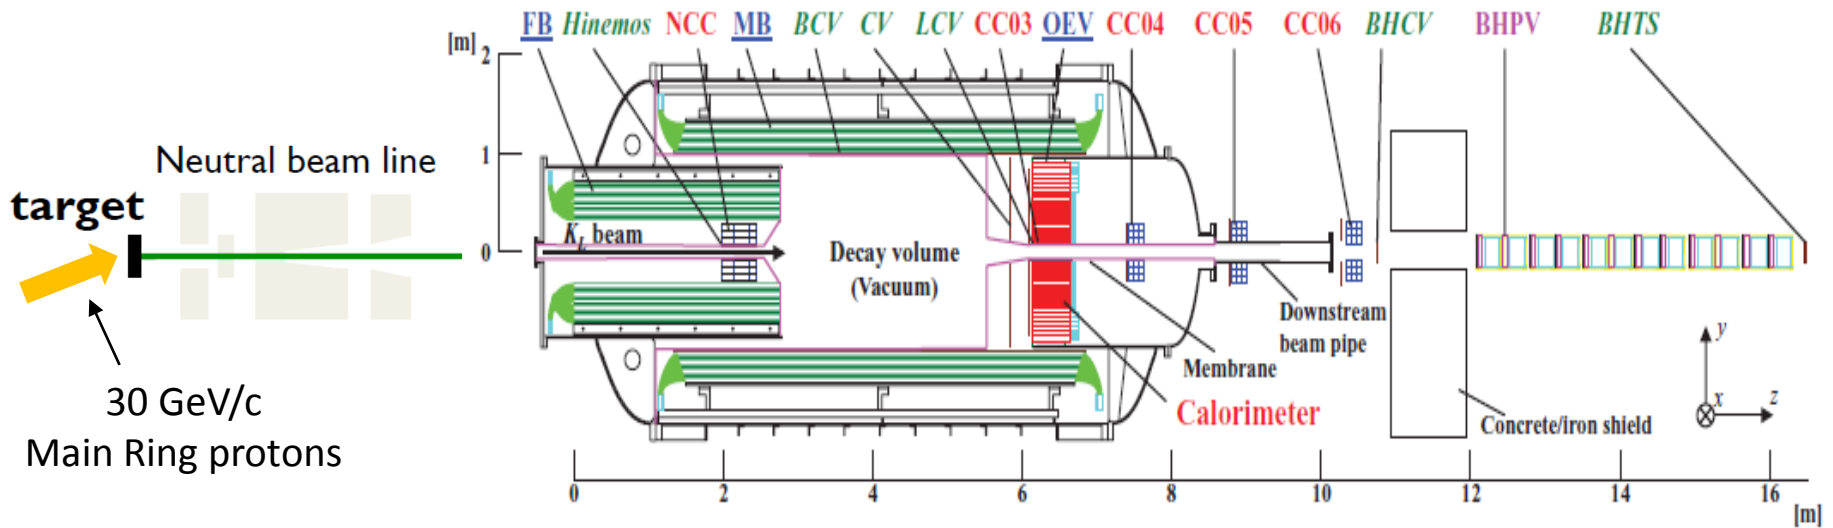 FB Hinemos NCC MB BCV CV LCV CC03 OEV CC04 CC05 CC06 BHCV BHPV BHTS
[m]
2
1
0
Neutral beam line
target
K_L beam
Decay volume
(Vacuum)
30 GeV/c
Main Ring protons
Downstream
beam pipe
Membrane
Calorimeter
Concrete/iron shield
y
x
z
0 2 4 6 8 10 12 14 16
[m]